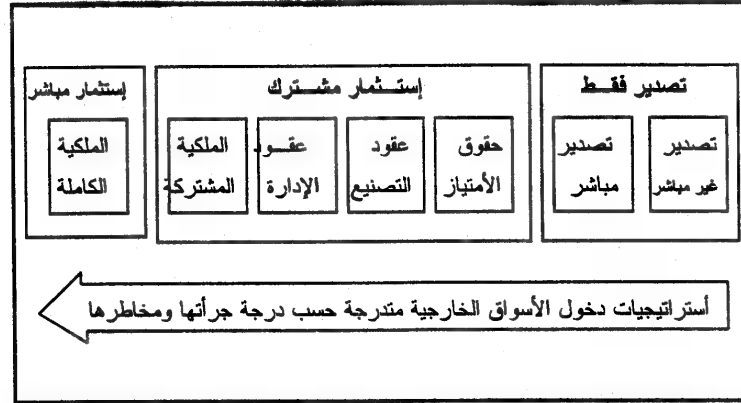 تصدير فقــط
تصدير
غير مباشر
تصدير
مباشر
إستــثمار مشــترك
حقوق
الأمتياز
عقود
التصنيع
عقـــود
الإدارة
الملكية
المشتركة
إستثمار مباشر
الملكية
الكاملة
أستراتيجيات دخول الأسواق الخارجية متدرجة حسب درجة جرأتها ومخاطرها